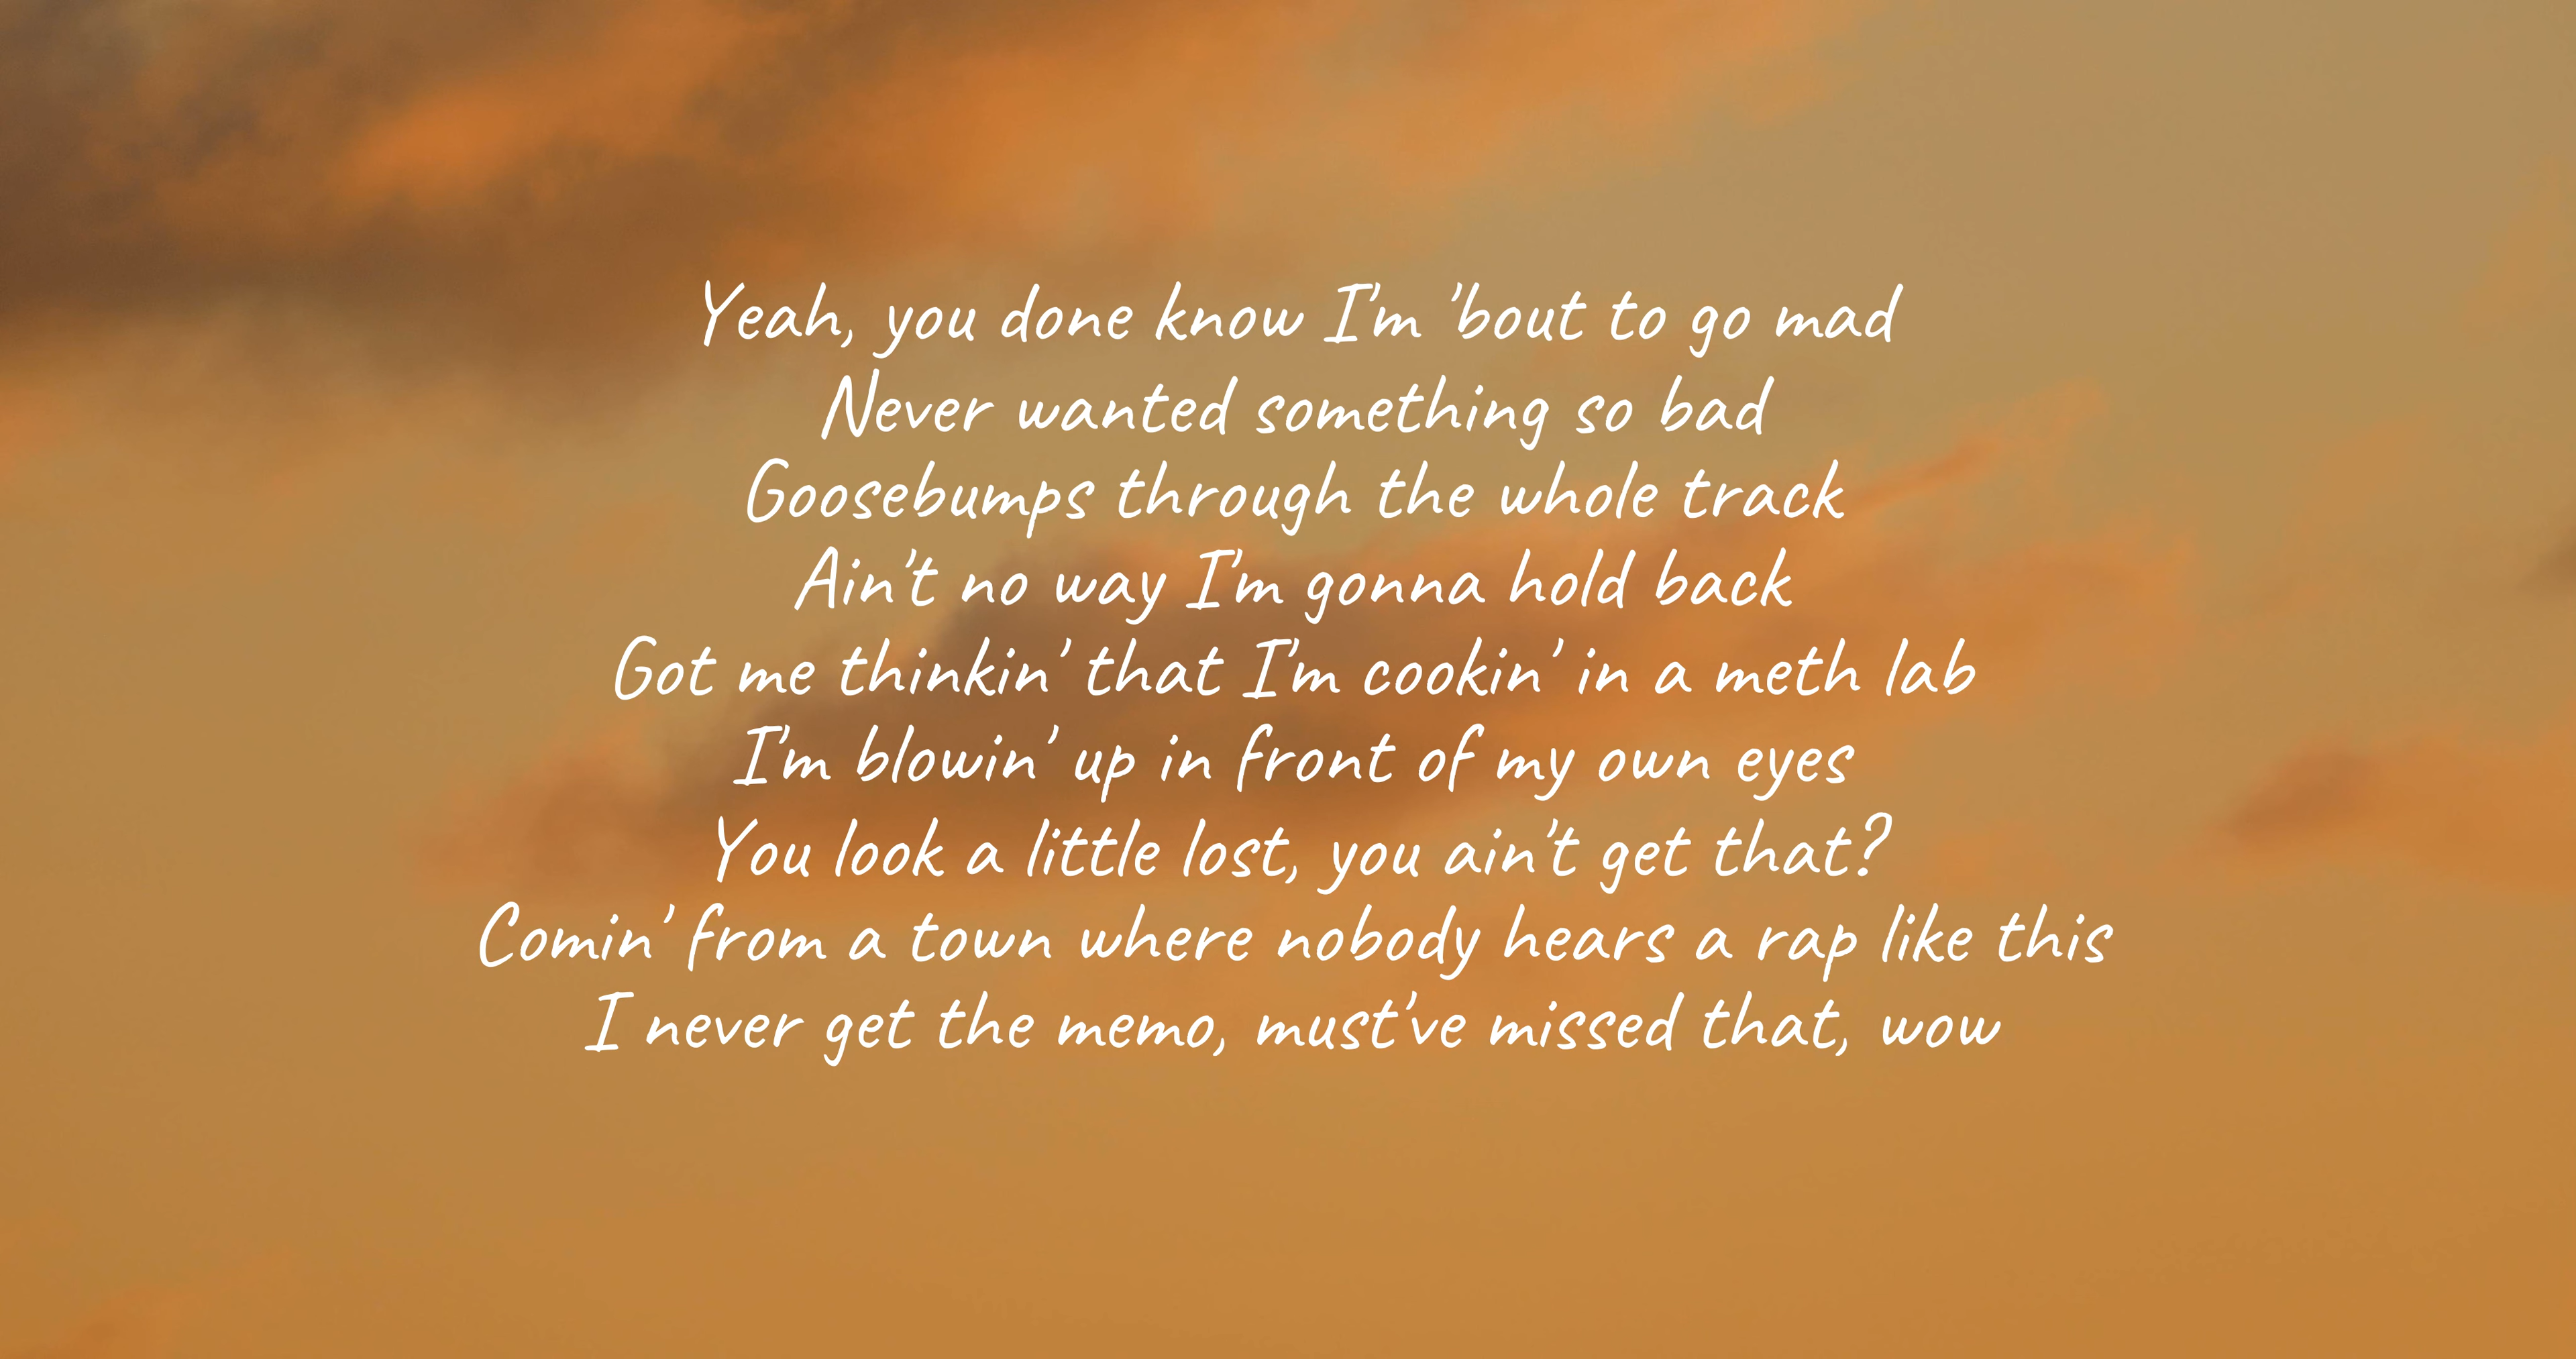 Yeah, you done know I'm 'bout to go mad
Never wanted something so bad
Goosebumps through the whole track
Ain't no way I'm gonna hold back
Got me thinkin' that I'm cookin' in a meth lab
I'm blowin' up in front of my own eyes
You look a little lost, you ain't get that?
Comin' from a town where nobody hears a rap like this
I never get the memo, must've missed that, wow